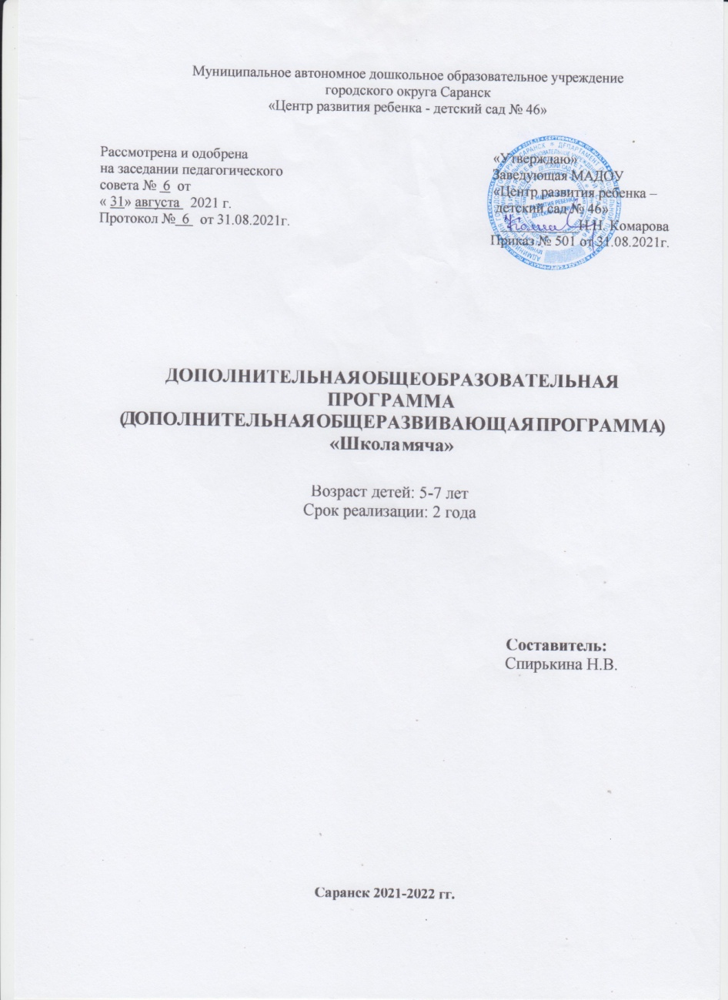 Муниципальное автономное дошкольное образовательное учреждение
городского округа Саранск
«Центр развития ребенка - детский сад № 46»
Рассмотрена и одобрена
на заседании педагогического
совета № 6 от
« 31» августа 2021 г.
Протокол № 6 от 31.08.2021г.
«Утверждаю»
Заведующая МАДОУ
«Центр развития ребенка –
детский сад № 46»
Н.Н. Комарова
Приказ № 501 от 31.08.2021г.
ДОПОЛНИТЕЛЬНАЯ ОБЩЕОБРАЗОВАТЕЛЬНАЯ
ПРОГРАММА
(ДОПОЛНИТЕЛЬНАЯ ОБЩЕРАЗВИВАЮЩАЯ ПРОГРАММА)
«Школа мяча»
Возраст детей: 5-7 лет
Срок реализации: 2 года
Составитель:
Спирькина Н.В.
Саранск 2021-2022 гг.